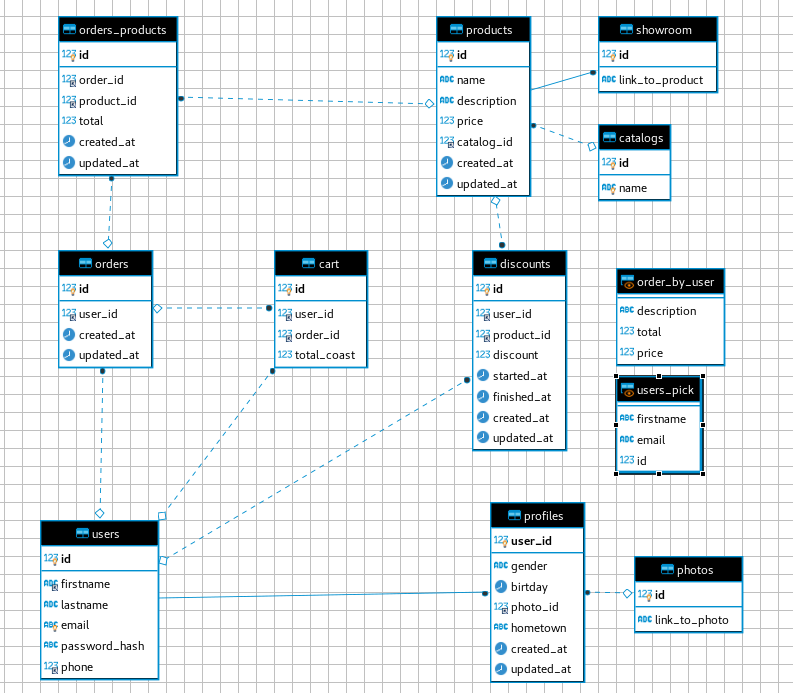 orders_products
123 id
123 order_id
123 product_id
123 total
created_at
updated_at
products
123 id
ABC name
ABC description
123 price
123 catalog_id
created_at
updated_at
showroom
123 id
ABC link_to_product
catalogs
123 id
ABC name
orders
123 id
123 user_id
created_at
updated_at
cart
123 id
123 user_id
123 order_id
123 total_coast
discounts
123 id
123 user_id
123 product_id
123 discount
started_at
finished_at
created_at
updated_at
order_by_user
ABC description
123 total
123 price
users_pick
ABC firstname
ABC email
123 id
users
123 id
ABC firstname
ABC lastname
ABC email
ABC password_hash
123 phone
profiles
123 user_id
ABC gender
birtday
123 photo_id
ABC hometown
created_at
updated_at
photos
123 id
ABC link_to_photo